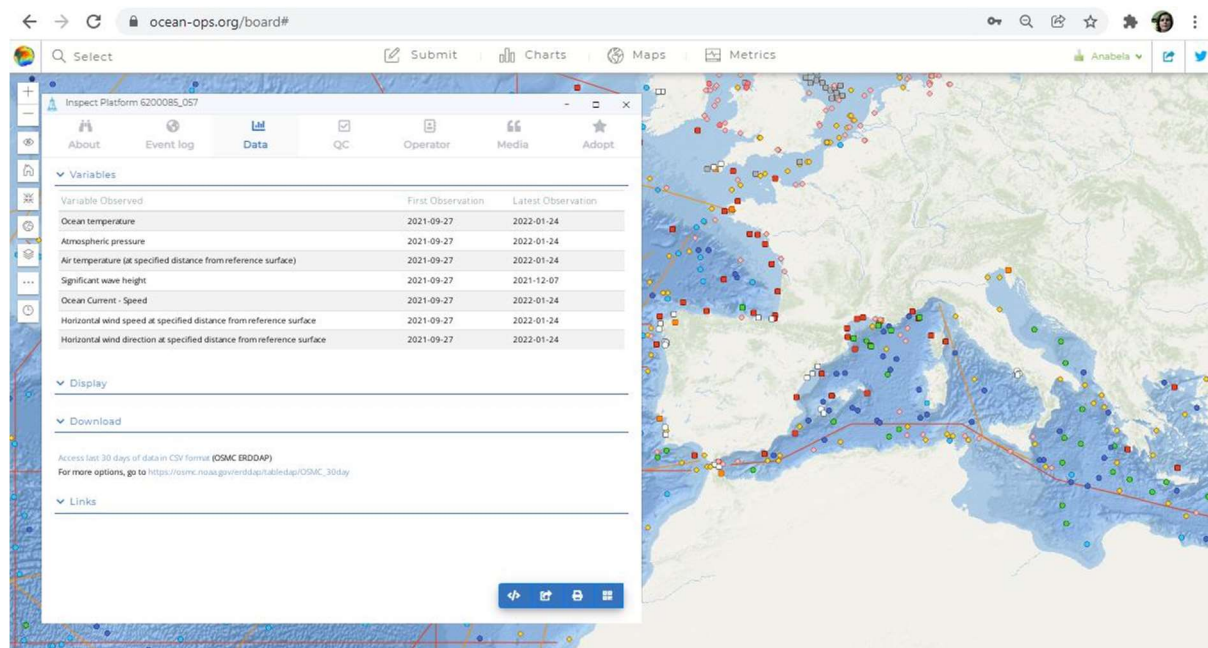 ocean-ops.org/board#
Select
Submit
Charts
Maps
Metrics
Anabela
Inspect Platform 6200085_057
About
Event log
Data
QC
Operator
Media
Adopt
Variables
Variable Observed First Observation Latest Observation
Ocean temperature 2021-09-27 2022-01-24
Atmospheric pressure 2021-09-27 2022-01-24
Air temperature (at specified distance from reference surface) 2021-09-27 2022-01-24
Significant wave height 2021-09-27 2021-12-07
Ocean Current - Speed 2021-09-27 2022-01-24
Horizontal wind speed at specified distance from reference surface 2021-09-27 2022-01-24
Horizontal wind direction at specified distance from reference surface 2021-09-27 2022-01-24
Display
Download
Access last 30 days of data in CSV format (OSMC ERDDAP)
For more options, go to https://osmc.noaa.gov/erddap/tabledap/OSMC_30day
Links